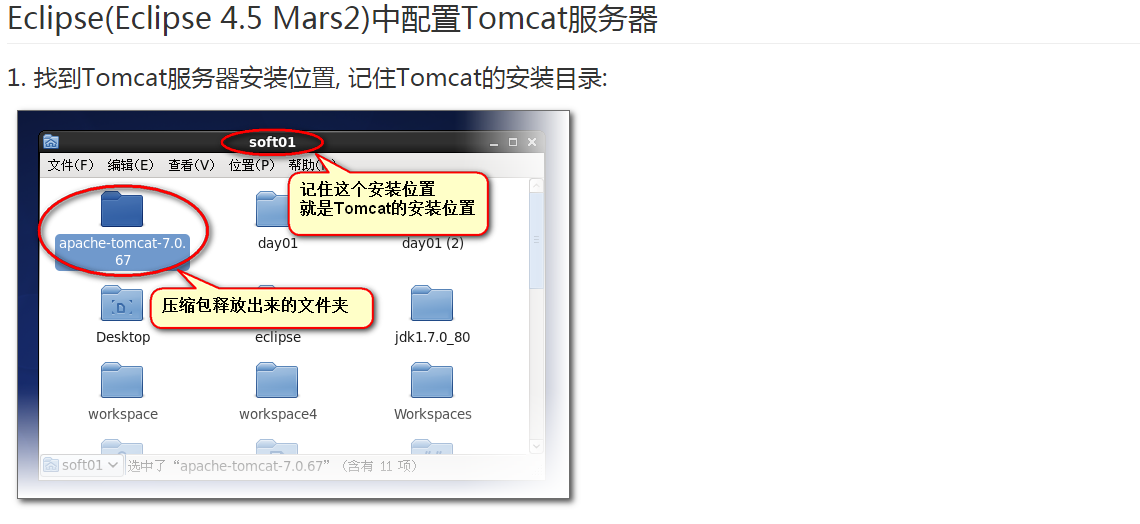 Eclipse(Eclipse 4.5 Mars2)中配置Tomcat服务器
1. 找到Tomcat服务器安装位置, 记住Tomcat的安装目录:
soft01
文件(F) 编辑(E) 查看(V) 位置(P) 帮助(
记住这个安装位置
就是Tomcat的安装位置
apache-tomcat-7.0.
67
day01
day01 (2)
压缩包释放出来的文件夹
Desktop
eclipse
jdk1.7.0_80
workspace
workspace4
Workspaces
soft01
选中了“apache-tomcat-7.0.67” (含有 11 项)